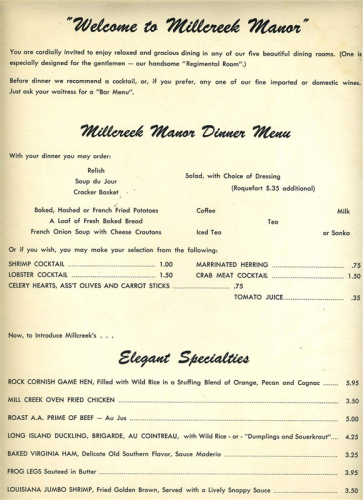 "Welcome to Millcreek Manor"
You are cordially invited to enjoy relaxed and gracious dining in any of our five beautiful dining rooms. (One is
especially designed for the gentlemen — our handsome "Regimental Room".)
Before dinner we recommend a cocktail, or, if you prefer, any one of our fine imported or domestic wines.
Just ask your waitress for a "Bar Menu".
Millcreek Manor Dinner Menu
With your dinner you may order:
Relish
Soup du Jour
Cracker Basket
Salad, with Choice of Dressing
(Roquefort $.35 additional)
Baked, Hashed or French Fried Potatoes
A Loaf of Fresh Baked Bread
French Onion Soup with Cheese Croutons
Coffee Milk
Tea
Iced Tea or Sanka
Or if you wish, you may make your selection from the following:
SHRIMP COCKTAIL 1.00 MARRINATED HERRING .75
LOBSTER COCKTAIL 1.50 CRAB MEAT COCKTAIL 1.50
CELERY HEARTS, ASS'T OLIVES AND CARROT STICKS .75
TOMATO JUICE .35
Now, to Introduce Millcreek's . . .
Elegant Specialties
ROCK CORNISH GAME HEN, Filled with Wild Rice in a Stuffing Blend of Orange, Pecan and Cognac 5.95
MILL CREEK OVEN FRIED CHICKEN 3.50
ROAST A.A. PRIME OF BEEF — Au Jus 5.00
LONG ISLAND DUCKLING, BRIGARDE, AU COINTREAU, with Wild Rice - or - "Dumplings and Sauerkraut" 4.25
BAKED VIRGINIA HAM, Delicate Old Southern Flavor, Sauce Maderia 3.25
FROG LEGS Sauteed in Butter 3.95
LOUISIANA JUMBO SHRIMP, Fried Golden Brown, Served with a Lively Snappy Sauce 3.50